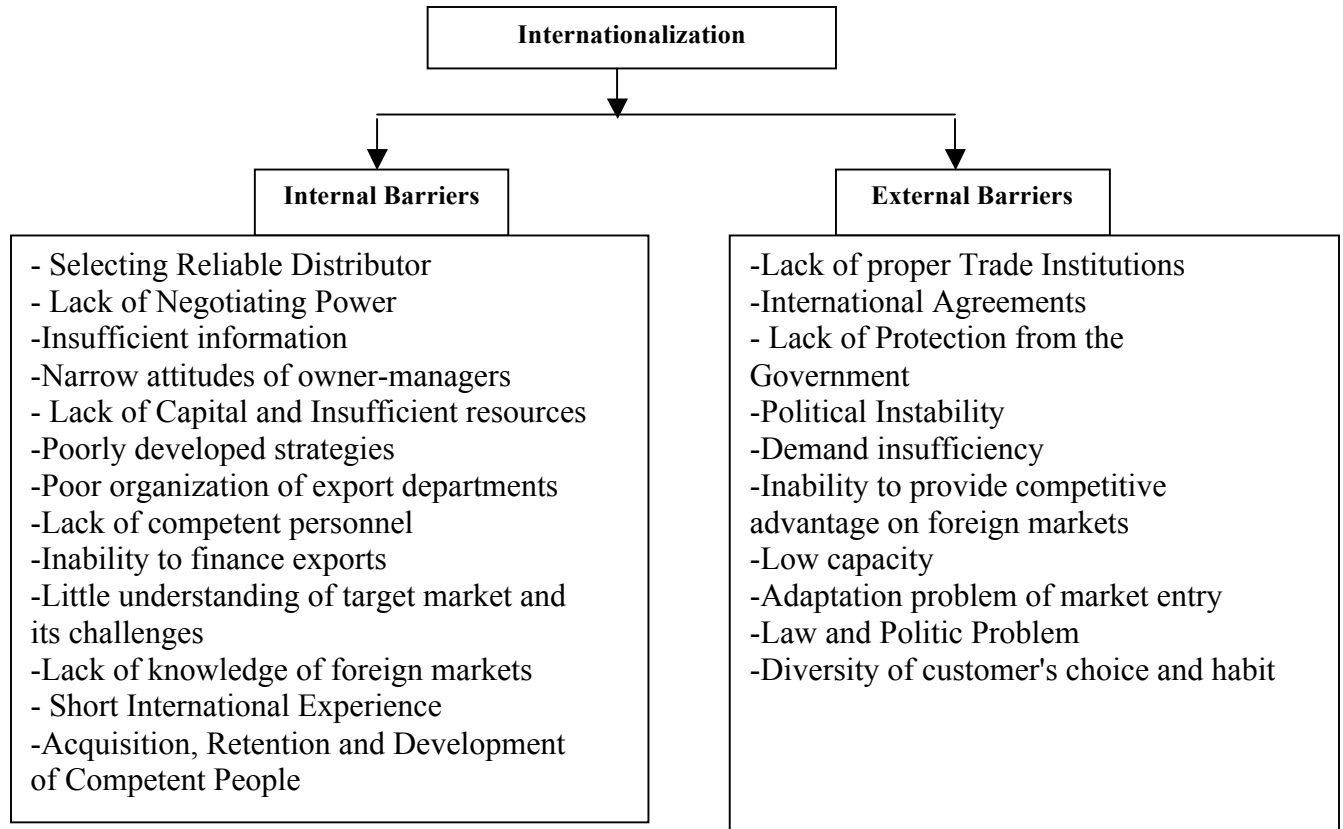 Internationalization
Internal Barriers
- Selecting Reliable Distributor
- Lack of Negotiating Power
-Insufficient information
-Narrow attitudes of owner-managers
- Lack of Capital and Insufficient resources
-Poorly developed strategies
-Poor organization of export departments
-Lack of competent personnel
-Inability to finance exports
-Little understanding of target market and
its challenges
-Lack of knowledge of foreign markets
- Short International Experience
-Acquisition, Retention and Development
of Competent People
External Barriers
-Lack of proper Trade Institutions
-International Agreements
- Lack of Protection from the
Government
-Political Instability
-Demand insufficiency
-Inability to provide competitive
advantage on foreign markets
-Low capacity
-Adaptation problem of market entry
-Law and Politic Problem
-Diversity of customer's choice and habit